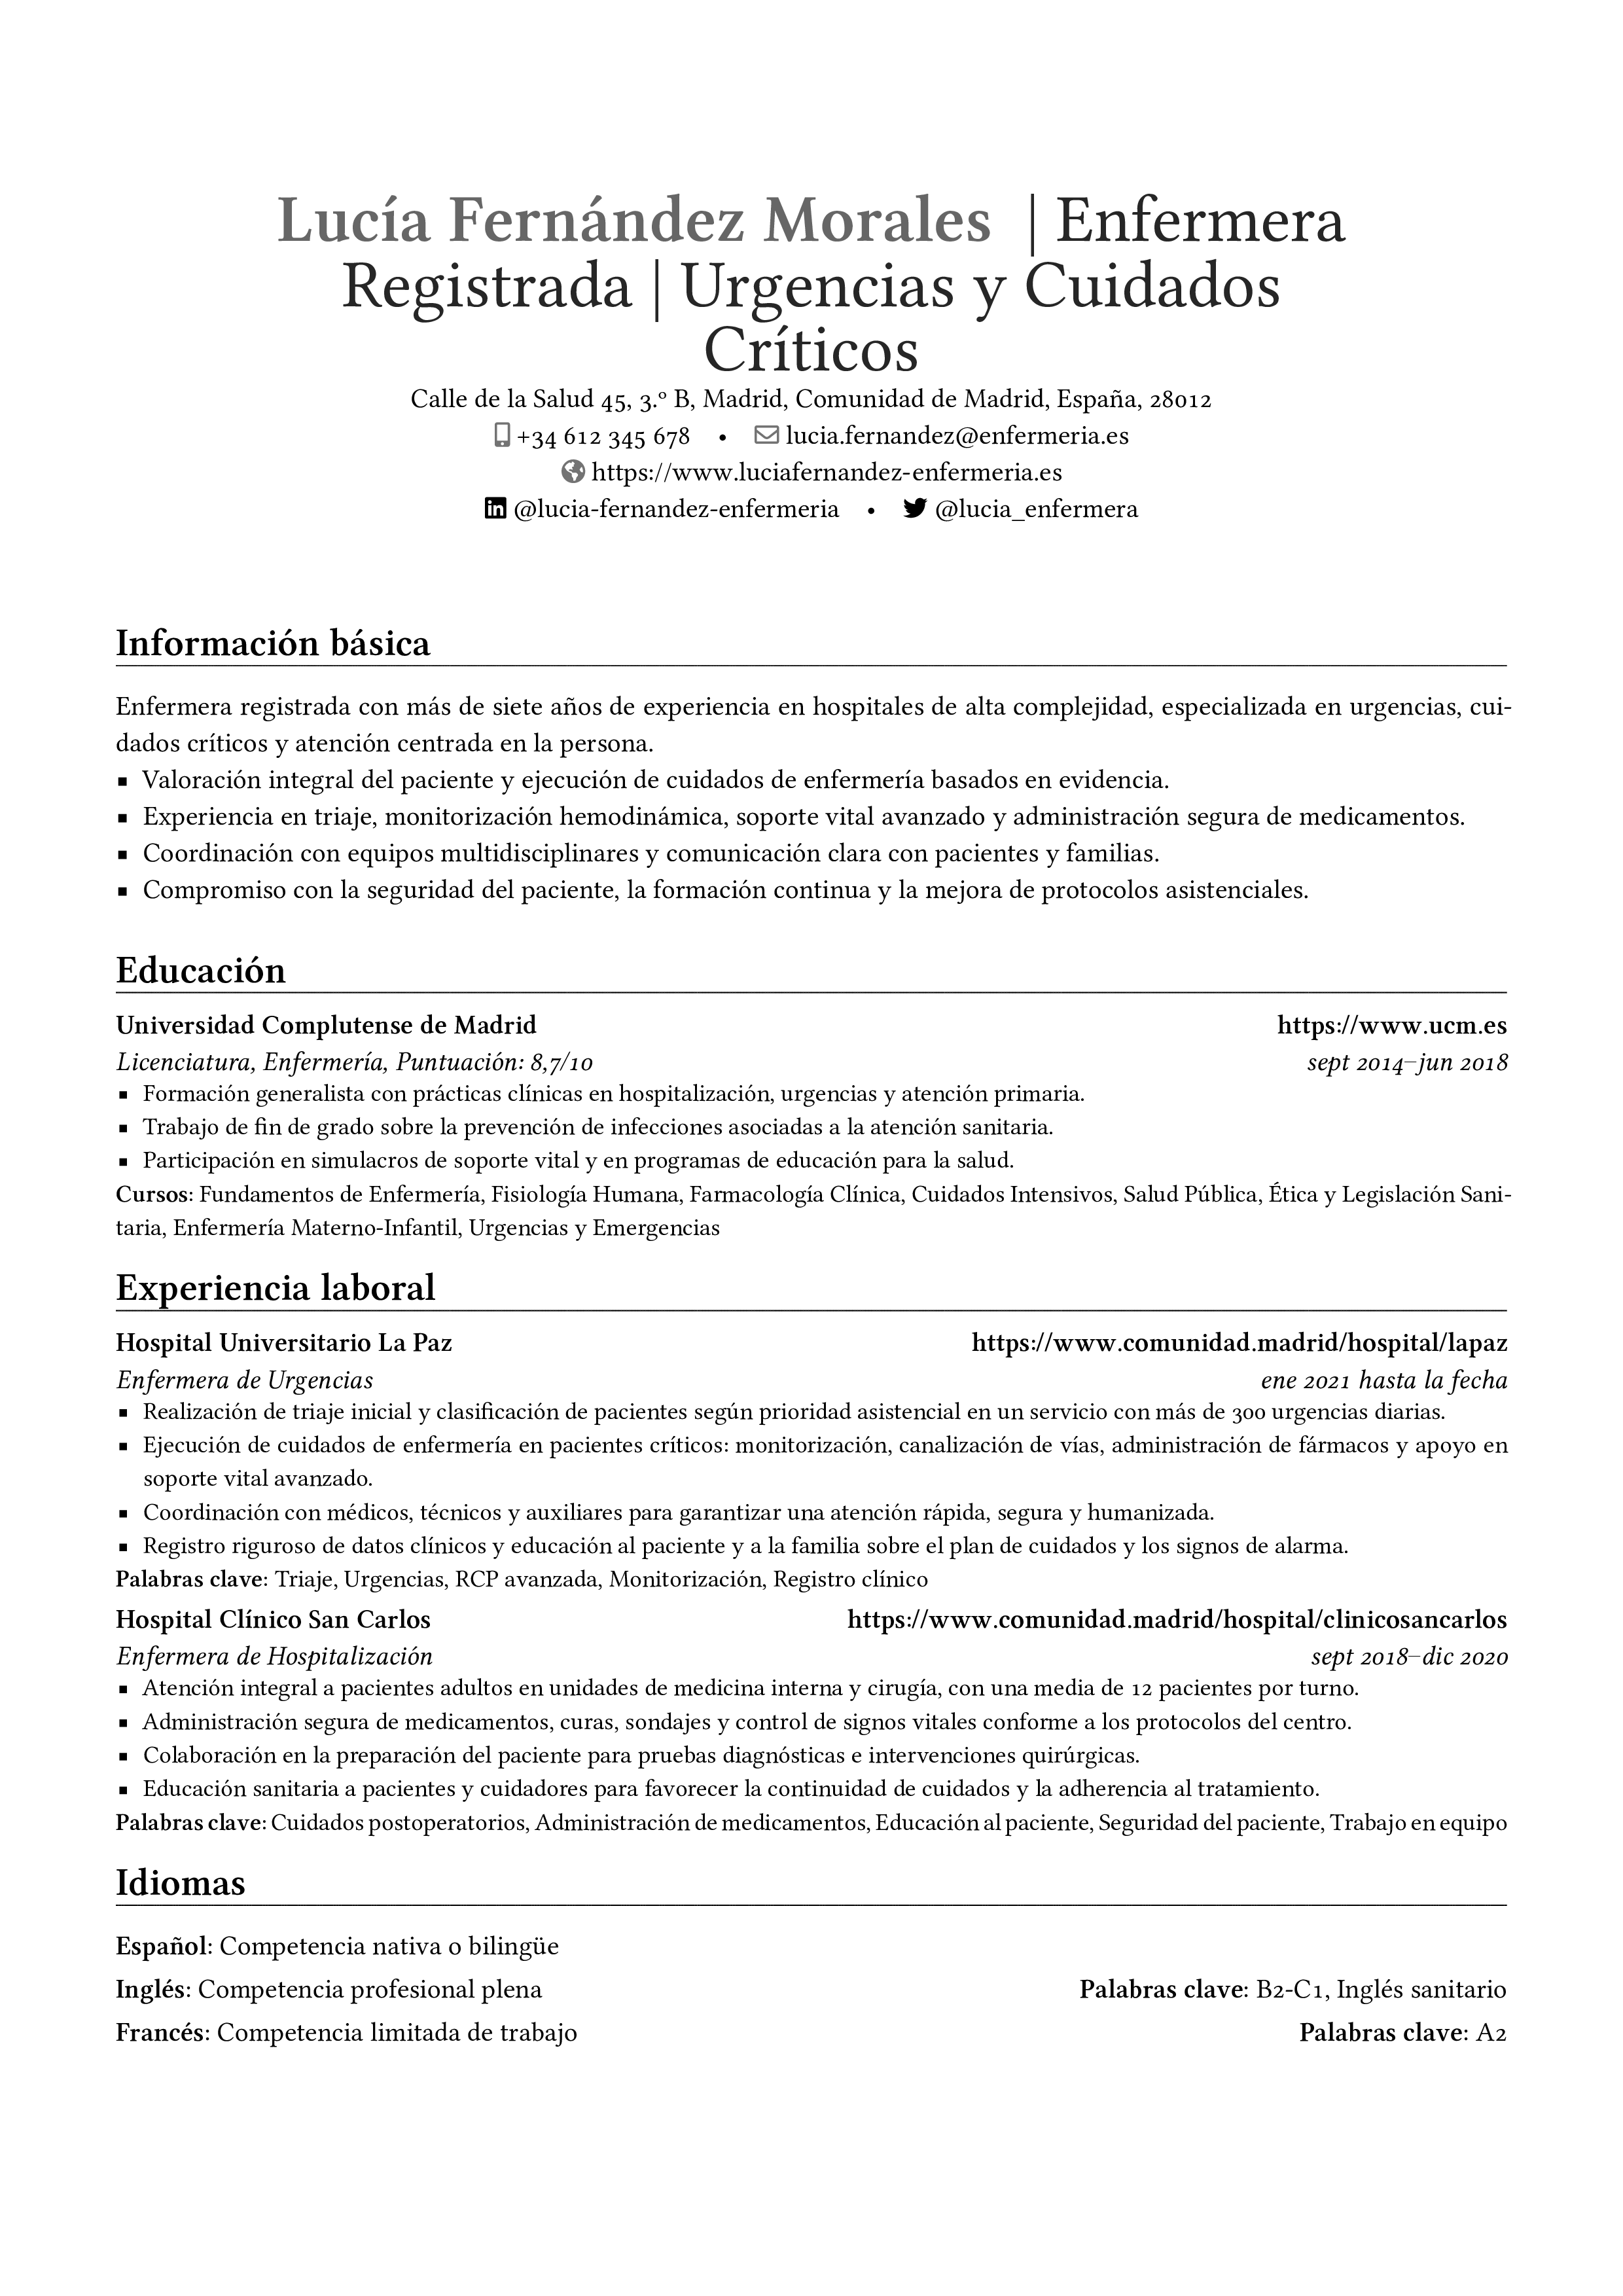 Lucía Fernández Morales | Enfermera
Registrada | Urgencias y Cuidados
Críticos
Calle de la Salud 45, 3.º B, Madrid, Comunidad de Madrid, España, 28012
+34 612 345 678 • lucia.fernandez@enfermeria.es
https://www.luciafernandez-enfermeria.es
@lucia-fernandez-enfermeria • @lucia_enfermera
Información básica
Enfermera registrada con más de siete años de experiencia en hospitales de alta complejidad, especializada en urgencias, cui-
dados críticos y atención centrada en la persona.
▪ Valoración integral del paciente y ejecución de cuidados de enfermería basados en evidencia.
▪ Experiencia en triaje, monitorización hemodinámica, soporte vital avanzado y administración segura de medicamentos.
▪ Coordinación con equipos multidisciplinares y comunicación clara con pacientes y familias.
▪ Compromiso con la seguridad del paciente, la formación continua y la mejora de protocolos asistenciales.
Educación
Universidad Complutense de Madrid https://www.ucm.es
Licenciatura, Enfermería, Puntuación: 8,7/10 sept 2014–jun 2018
▪ Formación generalista con prácticas clínicas en hospitalización, urgencias y atención primaria.
▪ Trabajo de fin de grado sobre la prevención de infecciones asociadas a la atención sanitaria.
▪ Participación en simulacros de soporte vital y en programas de educación para la salud.
Cursos: Fundamentos de Enfermería, Fisiología Humana, Farmacología Clínica, Cuidados Intensivos, Salud Pública, Ética y Legislación Sani-
taria, Enfermería Materno-Infantil, Urgencias y Emergencias
Experiencia laboral
Hospital Universitario La Paz https://www.comunidad.madrid/hospital/lapaz
Enfermera de Urgencias ene 2021 hasta la fecha
▪ Realización de triaje inicial y clasificación de pacientes según prioridad asistencial en un servicio con más de 300 urgencias diarias.
▪ Ejecución de cuidados de enfermería en pacientes críticos: monitorización, canalización de vías, administración de fármacos y apoyo en
soporte vital avanzado.
▪ Coordinación con médicos, técnicos y auxiliares para garantizar una atención rápida, segura y humanizada.
▪ Registro riguroso de datos clínicos y educación al paciente y a la familia sobre el plan de cuidados y los signos de alarma.
Palabras clave: Triaje, Urgencias, RCP avanzada, Monitorización, Registro clínico
Hospital Clínico San Carlos https://www.comunidad.madrid/hospital/clinicosancarlos
Enfermera de Hospitalización sept 2018–dic 2020
▪ Atención integral a pacientes adultos en unidades de medicina interna y cirugía, con una media de 12 pacientes por turno.
▪ Administración segura de medicamentos, curas, sondajes y control de signos vitales conforme a los protocolos del centro.
▪ Colaboración en la preparación del paciente para pruebas diagnósticas e intervenciones quirúrgicas.
▪ Educación sanitaria a pacientes y cuidadores para favorecer la continuidad de cuidados y la adherencia al tratamiento.
Palabras clave: Cuidados postoperatorios, Administración de medicamentos, Educación al paciente, Seguridad del paciente, Trabajo en equipo
Idiomas
Español: Competencia nativa o bilingüe
Inglés: Competencia profesional plena Palabras clave: B2-C1, Inglés sanitario
Francés: Competencia limitada de trabajo Palabras clave: A2